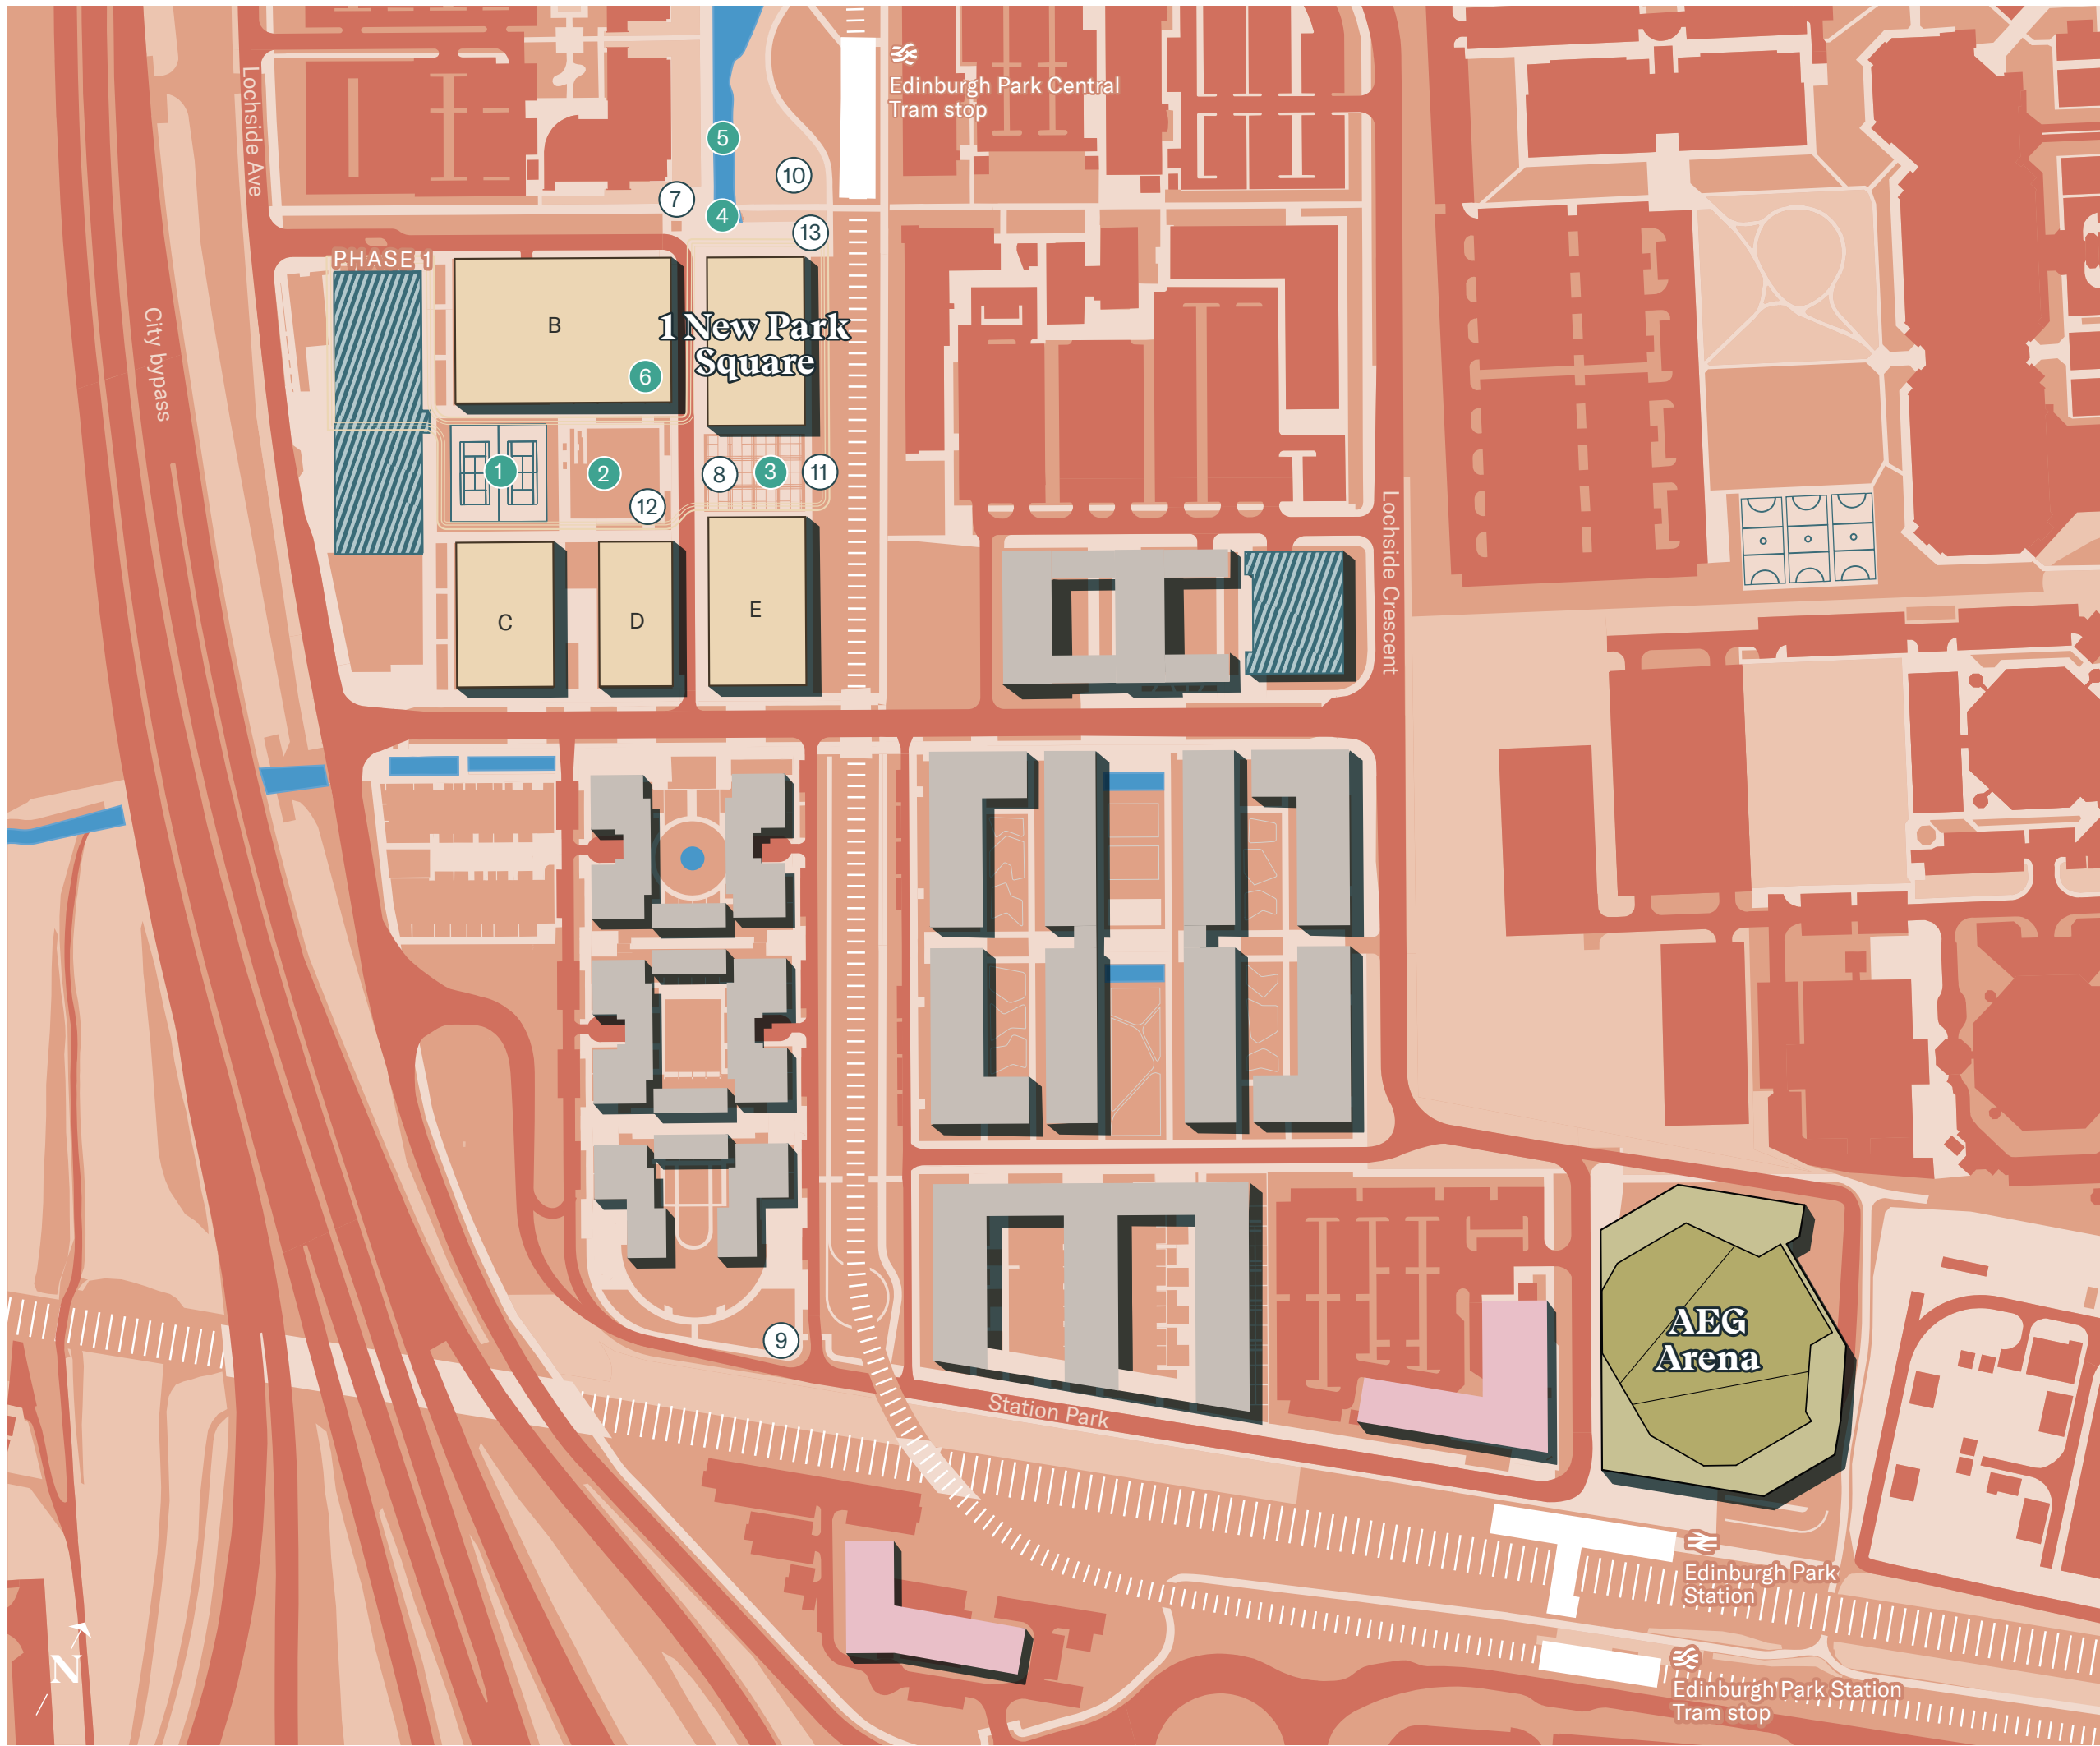 Edinburgh Park Central
Tram stop
Lochside Ave
5
10
7
4
13
PHASE 1
City bypass
B
1 New Park
Square
6
1
2
8
3
11
12
Lochside Crescent
C
D
E
9
Station Park
AEG
Arena
Edinburgh Park
Station
Edinburgh Park Station
Tram stop
N